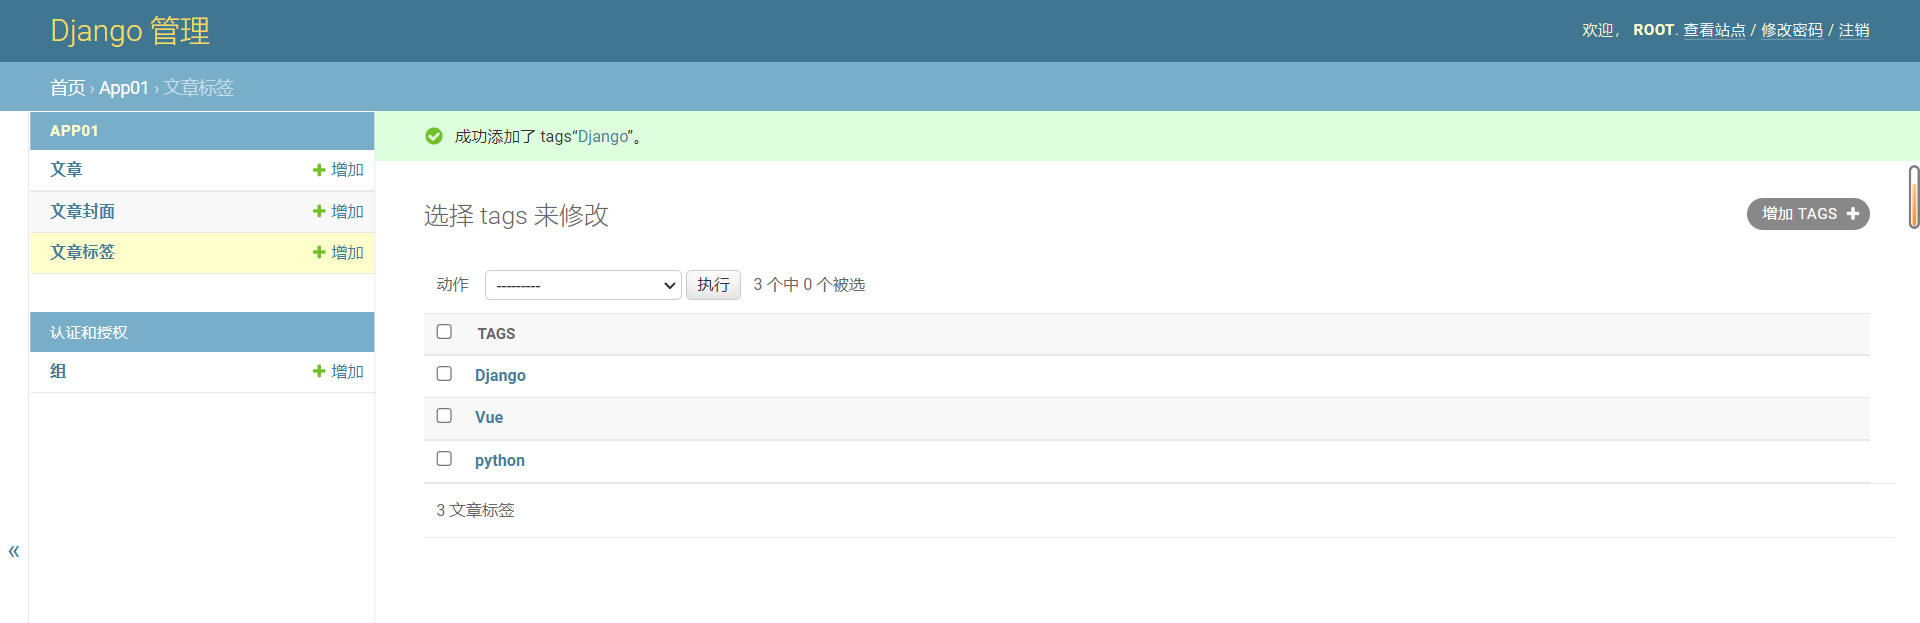 Django 管理
欢迎， ROOT. 查看站点 / 修改密码 / 注销
首页 › App01 › 文章标签
APP01
文章 增加
文章封面 增加
文章标签 增加
认证和授权
组 增加
«
成功添加了 tags“Django”。
选择 tags 来修改
增加 TAGS
动作 --------- 执行 3 个中 0 个被选
TAGS
Django
Vue
python
3 文章标签